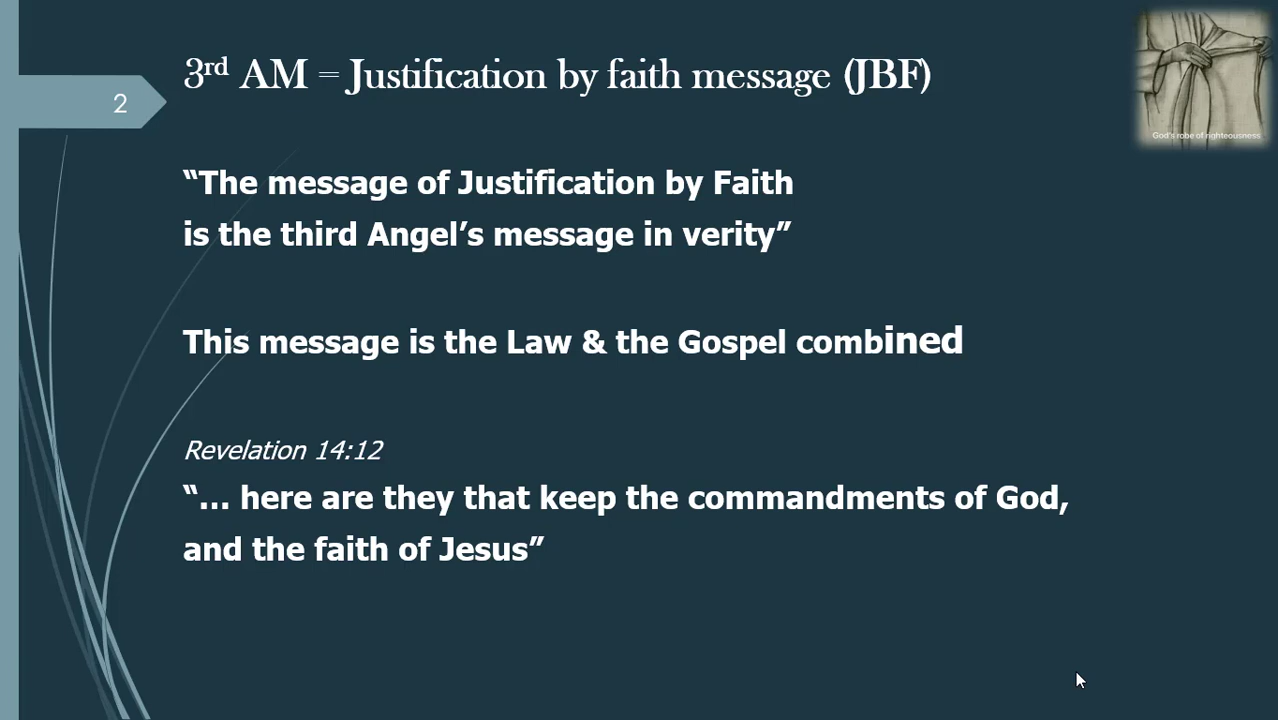 3rd AM = Justification by faith message (JBF)
2
God's robe of righteousness
“The message of Justification by Faith
is the third Angel’s message in verity”
This message is the Law & the Gospel combined
Revelation 14:12
“... here are they that keep the commandments of God,
and the faith of Jesus”